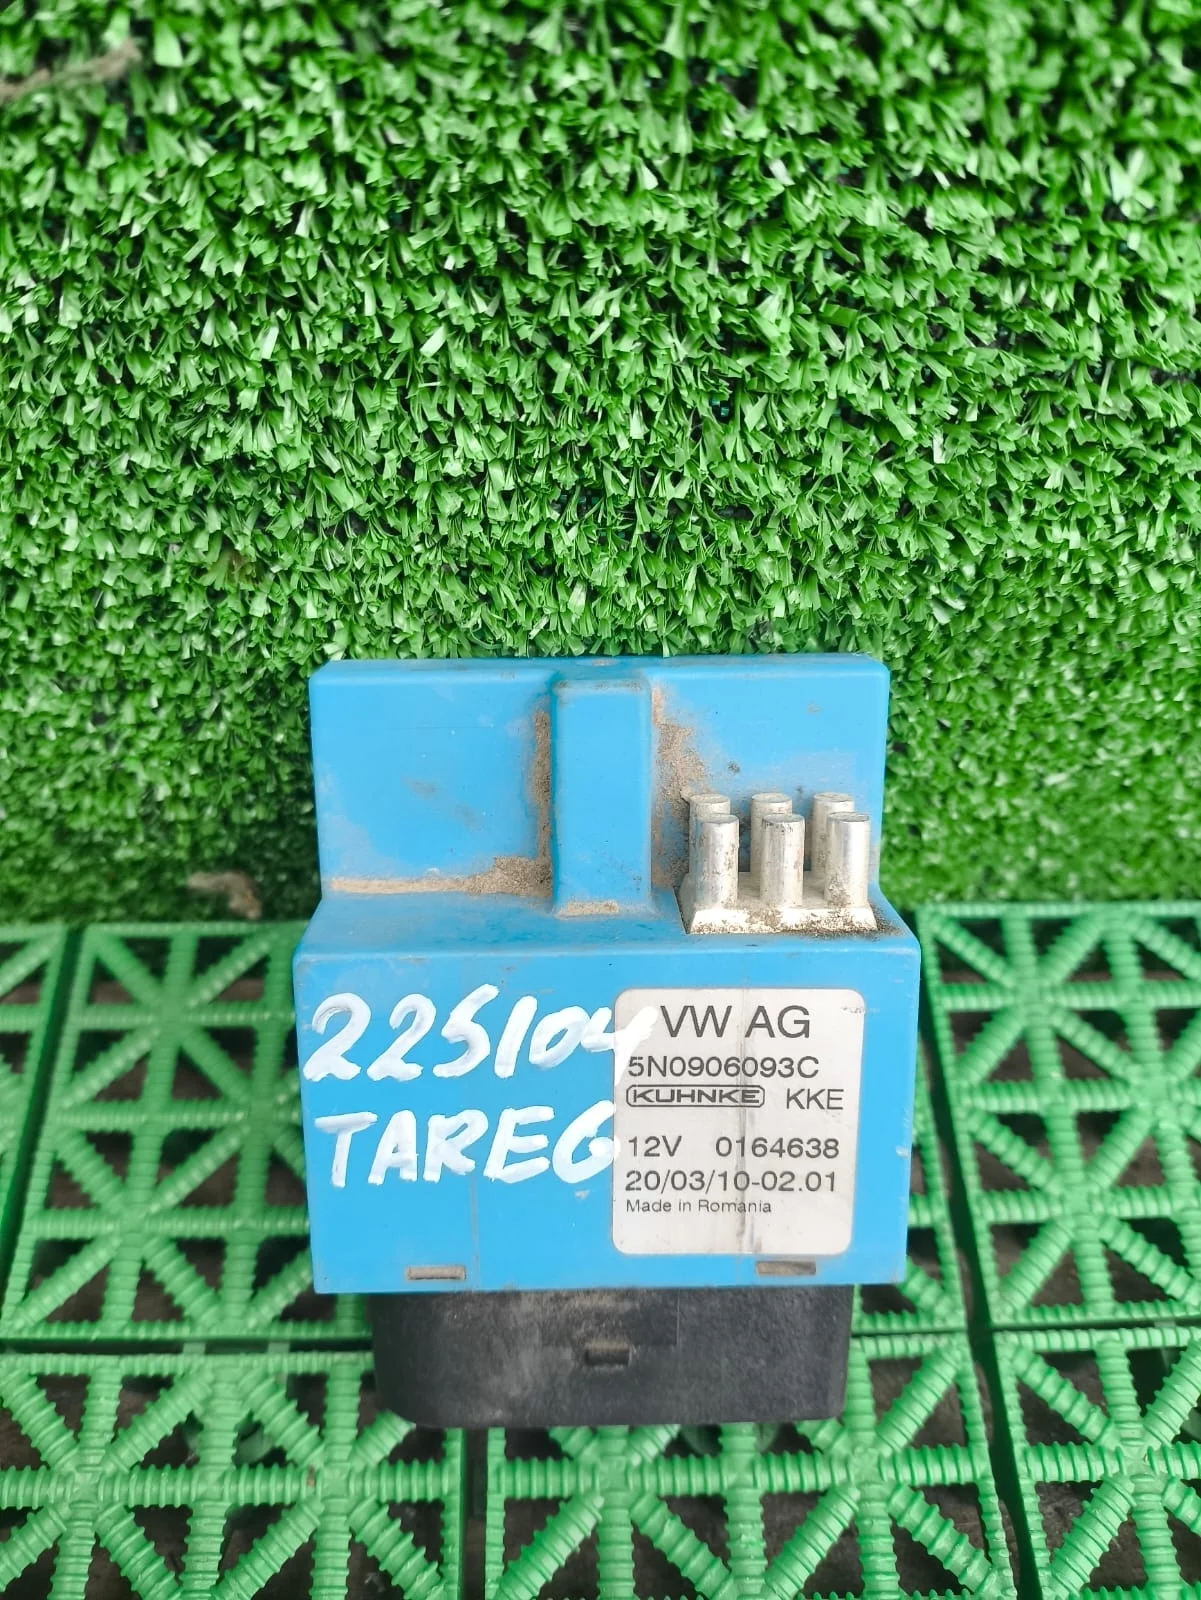 225104
TAREG
VW AG
5N0906093C
KUHNKE KKE
12V 0164638
20/03/10-02.01
Made in Romania